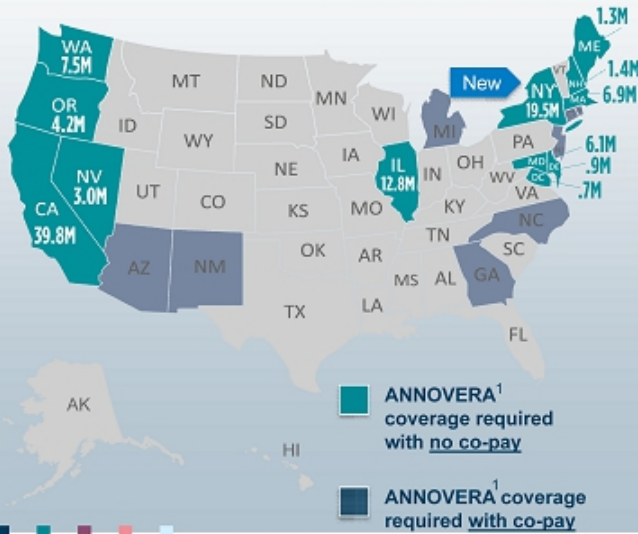 1.3M
WA
7.5M
MT
ND
MN
VT
ME
1.4M
NH
New
NY
19.5M
MA
6.9M
OR
4.2M
ID
SD
WI
MI
WY
IA
PA
6.1M
NV
3.0M
NE
IL
12.8M
IN
OH
MD
DE
.9M
DC
.7M
UT
CO
WV
VA
CA
39.8M
KS
MO
KY
NC
AZ
NM
OK
AR
TN
SC
MS
AL
GA
TX
LA
FL
AK
HI
ANNOVERA1
coverage required
with no co-pay
ANNOVERA1 coverage
required with co-pay